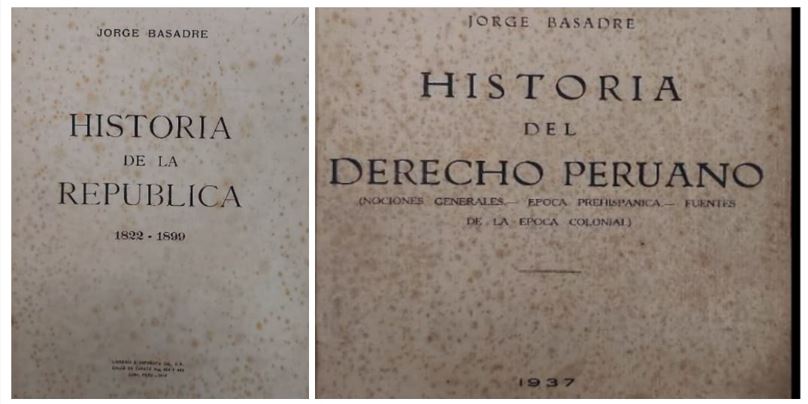 JORGE BASADRE
HISTORIA
DE LA
REPUBLICA
1822 - 1899
JORGE BASADRE
HISTORIA
DEL
DERECHO PERUANO
(NOCIONES GENERALES.— EPOCA PREHISPANICA.— FUENTES
DE LA EPOCA COLONIAL)
1937